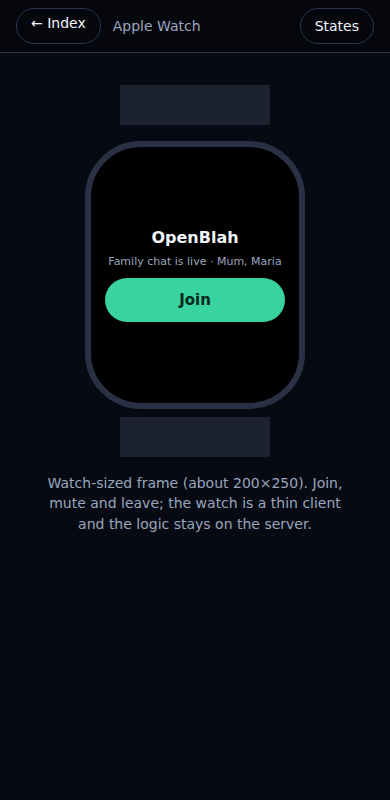 ← Index
Apple Watch
States
OpenBlah
Family chat is live · Mum, Maria
Join
Watch-sized frame (about 200×250). Join,
mute and leave; the watch is a thin client
and the logic stays on the server.